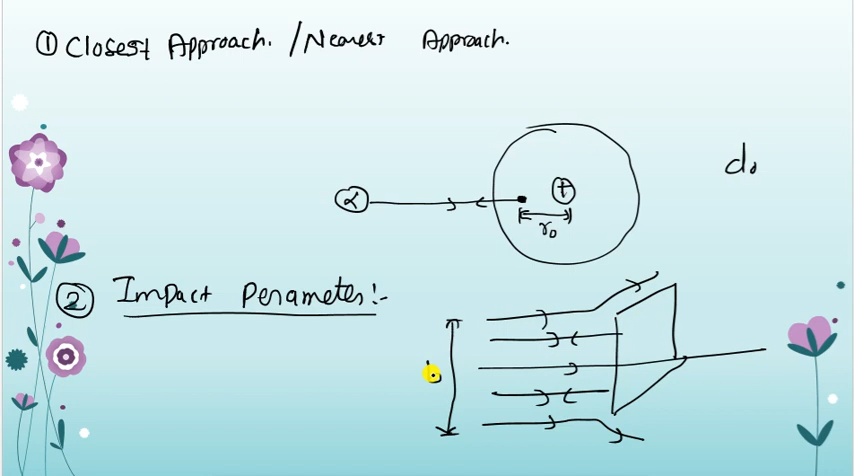 ① Closest Approach. / Nearest Approach.
α
+
r₀
d₀
② Impact Perameter:-
b